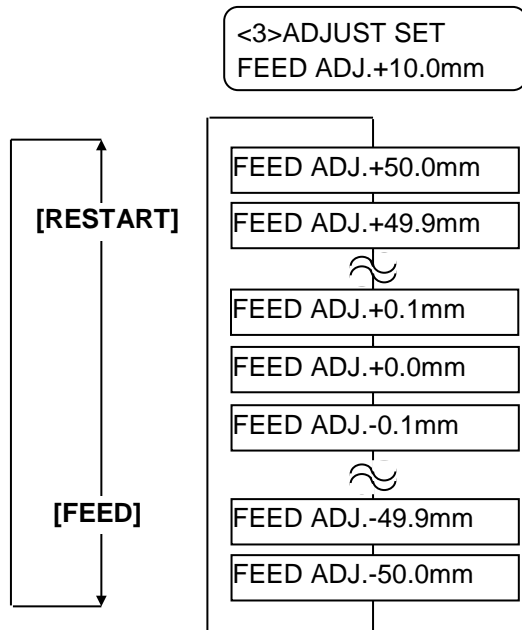 <3>ADJUST SET
FEED ADJ.+10.0mm
FEED ADJ.+50.0mm
[RESTART]
FEED ADJ.+49.9mm
FEED ADJ.+0.1mm
FEED ADJ.+0.0mm
FEED ADJ.-0.1mm
[FEED]
FEED ADJ.-49.9mm
FEED ADJ.-50.0mm